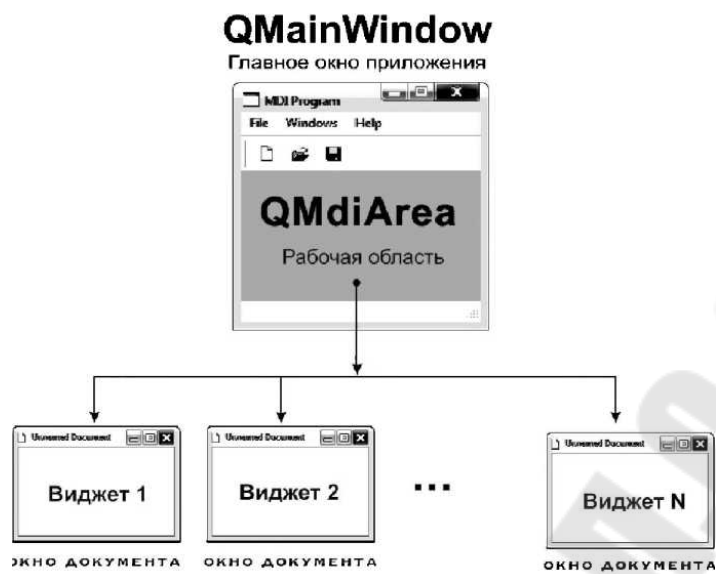 QMainWindow
Главное окно приложения
MDI Program
File Windows Help
QMdiArea
Рабочая область
Unnamed Document
Unnamed Document
Unnamed Document
Виджет 1
Виджет 2
...
Виджет N
ОКНО ДОКУМЕНТА
ОКНО ДОКУМЕНТА
ОКНО ДОКУМЕНТА